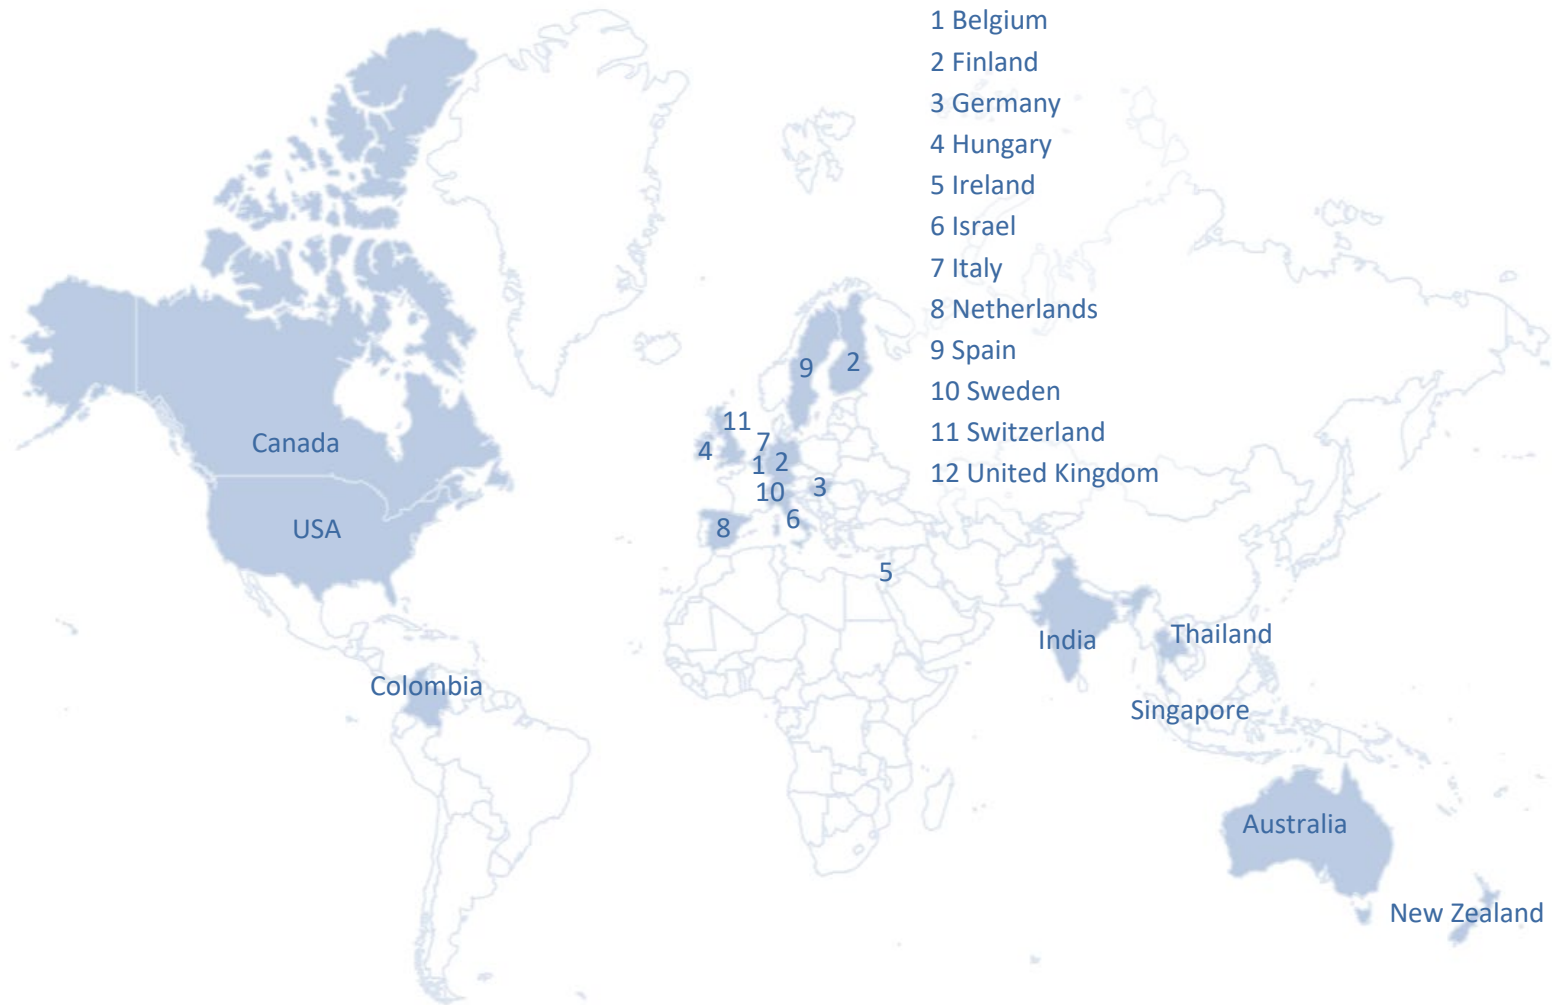 1 Belgium
2 Finland
3 Germany
4 Hungary
5 Ireland
6 Israel
7 Italy
8 Netherlands
9 Spain
10 Sweden
11 Switzerland
12 United Kingdom
9
2
11
7
4
1
2
Canada
10
3
6
USA
8
5
India
Thailand
Colombia
Singapore
Australia
New Zealand